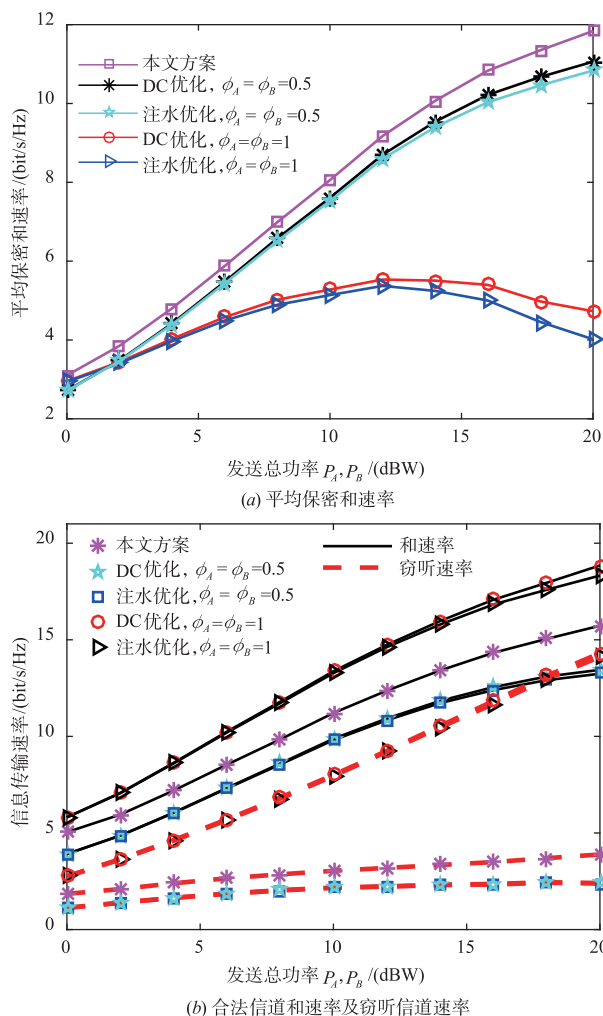 12
10
8
6
4
2
平均保密和速率/(bit/s/Hz)
本文方案
DC优化, ϕA=ϕB=0.5
注水优化,ϕA=ϕB=0.5
DC优化,ϕA=ϕB=1
注水优化,ϕA=ϕB=1
0 5 10 15 20
发送总功率 PA,PB /(dBW)
(a) 平均保密和速率
20
15
10
5
0
信息传输速率/(bit/s/Hz)
本文方案
DC优化, ϕA=ϕB=0.5
注水优化,ϕA=ϕB=0.5
DC优化,ϕA=ϕB=1
注水优化,ϕA=ϕB=1
和速率
窃听速率
0 5 10 15 20
发送总功率 PA,PB /(dBW)
(b) 合法信道和速率及窃听信道速率